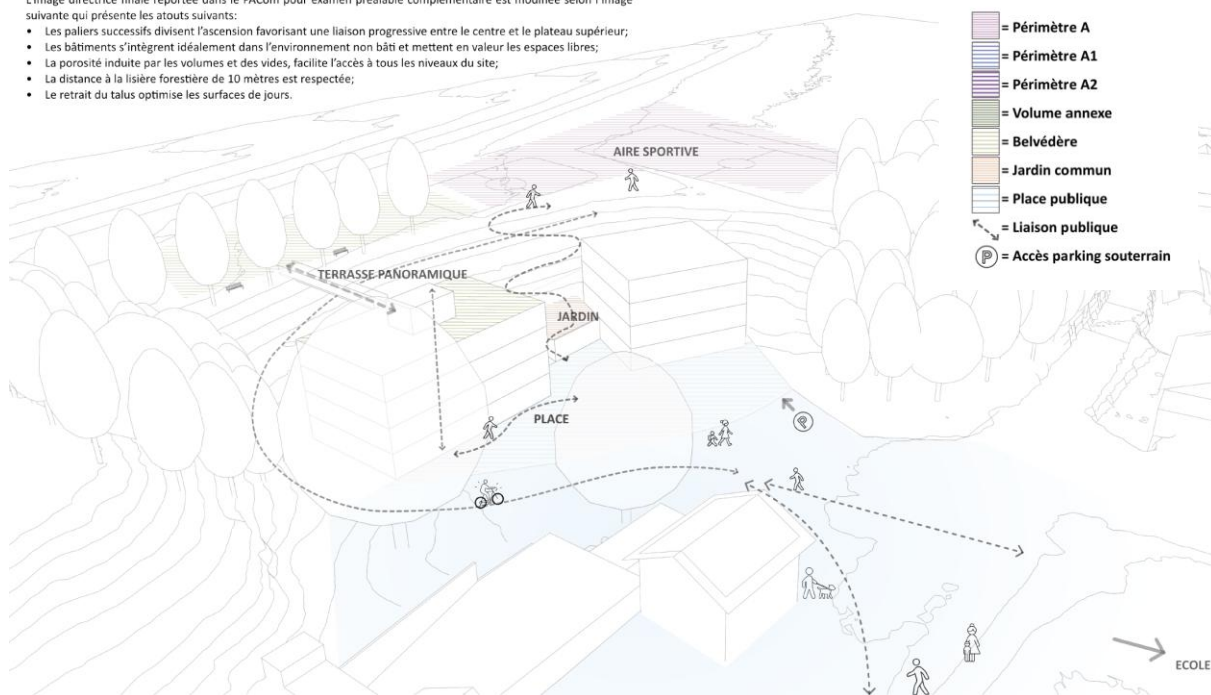 L'image directrice finale reportée dans le PACom pour examen préalable complémentaire est modifiée selon l'image
suivante qui présente les atouts suivants:
• Les paliers successifs divisent l'ascension favorisant une liaison progressive entre le centre et le plateau supérieur;
• Les bâtiments s'intègrent idéalement dans l'environnement non bâti et mettent en valeur les espaces libres;
• La porosité induite par les volumes et des vides, facilite l'accès à tous les niveaux du site;
• La distance à la lisière forestière de 10 mètres est respectée;
• Le retrait du talus optimise les surfaces de jours.
= Périmètre A
= Périmètre A1
= Périmètre A2
= Volume annexe
= Belvédère
= Jardin commun
= Place publique
= Liaison publique
P = Accès parking souterrain
AIRE SPORTIVE
TERRASSE PANORAMIQUE
JARDIN
PLACE
P
ECOLE